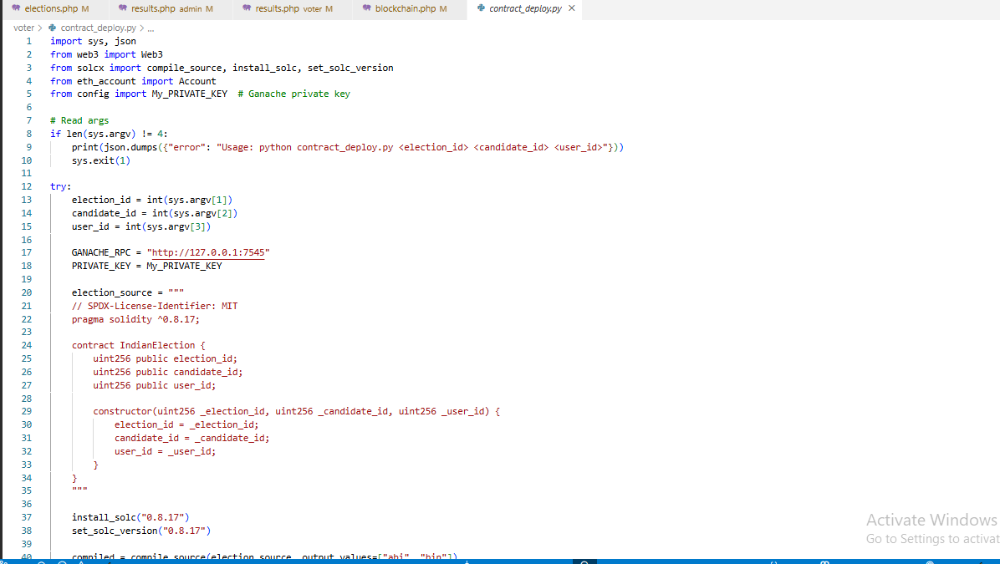 elections.php M results.php admin M results.php voter M blockchain.php M contract_deploy.py ×
voter > contract_deploy.py > ...
1 import sys, json
2 from web3 import Web3
3 from solcx import compile_source, install_solc, set_solc_version
4 from eth_account import Account
5 from config import My_PRIVATE_KEY  # Ganache private key
6
7 # Read args
8 if len(sys.argv) != 4:
9     print(json.dumps({"error": "Usage: python contract_deploy.py <election_id> <candidate_id> <user_id>"}))
10     sys.exit(1)
11
12 try:
13     election_id = int(sys.argv[1])
14     candidate_id = int(sys.argv[2])
15     user_id = int(sys.argv[3])
16
17     GANACHE_RPC = "http://127.0.0.1:7545"
18     PRIVATE_KEY = My_PRIVATE_KEY
19
20     election_source = """
21     // SPDX-License-Identifier: MIT
22     pragma solidity ^0.8.17;
23
24     contract IndianElection {
25         uint256 public election_id;
26         uint256 public candidate_id;
27         uint256 public user_id;
28
29         constructor(uint256 _election_id, uint256 _candidate_id, uint256 _user_id) {
30             election_id = _election_id;
31             candidate_id = _candidate_id;
32             user_id = _user_id;
33         }
34     }
35     """
36
37     install_solc("0.8.17")
38     set_solc_version("0.8.17")
39
40     compiled = compile_source(election_source, output_values=["abi", "bin"])
Activate Windows
Go to Settings to activat